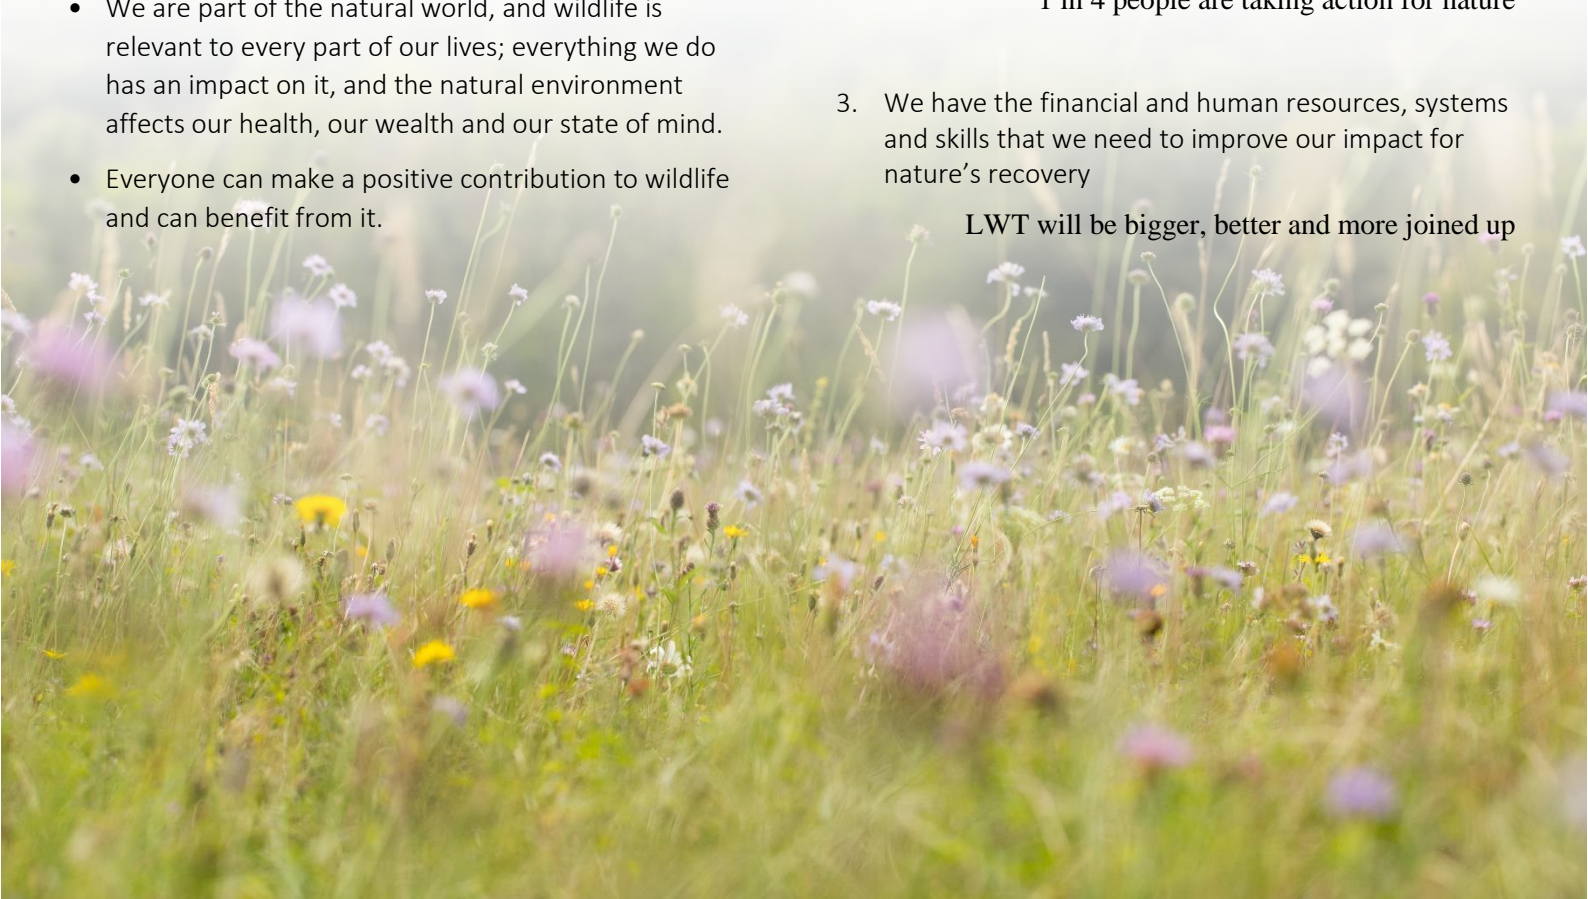 We are part of the natural world, and wildlife is
relevant to every part of our lives; everything we do
has an impact on it, and the natural environment
affects our health, our wealth and our state of mind.
• Everyone can make a positive contribution to wildlife
and can benefit from it.
1 in 4 people are taking action for nature
3. We have the financial and human resources, systems
and skills that we need to improve our impact for
nature’s recovery
LWT will be bigger, better and more joined up